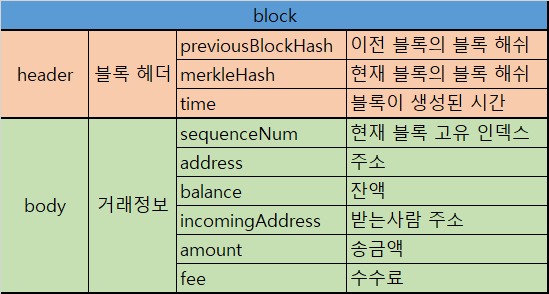 block
header 블록 헤더 previousBlockHash 이전 블록의 블록 해쉬
merkleHash 현재 블록의 블록 해쉬
time 블록이 생성된 시간
body 거래정보 sequenceNum 현재 블록 고유 인덱스
address 주소
balance 잔액
incomingAddress 받는사람 주소
amount 송금액
fee 수수료